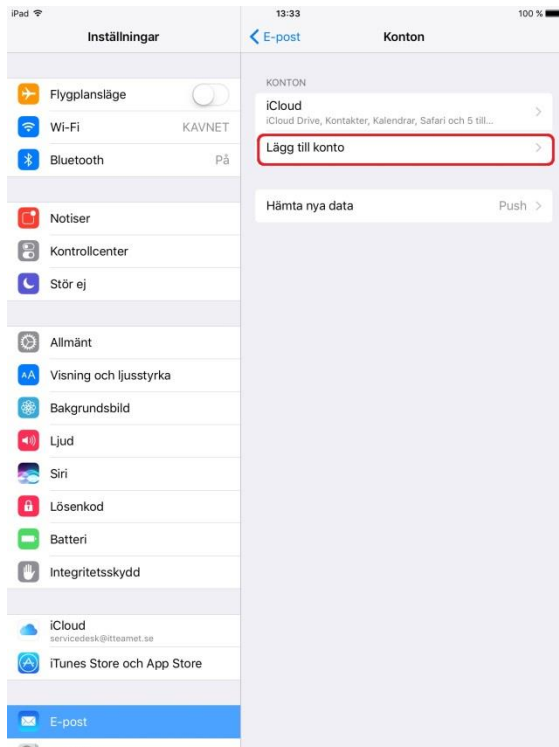 iPad
13:33
100 %
Inställningar
E-post
Konton
Flygplansläge
Wi-Fi
KAVNET
Bluetooth
På
Notiser
Kontrollcenter
Stör ej
Allmänt
AA
Visning och ljusstyrka
Bakgrundsbild
Ljud
Siri
Lösenkod
Batteri
Integritetsskydd
iCloud
servicedesk@itteamet.se
iTunes Store och App Store
E-post
KONTON
iCloud
iCloud Drive, Kontakter, Kalendrar, Safari och 5 till...
Lägg till konto
Hämta nya data
Push